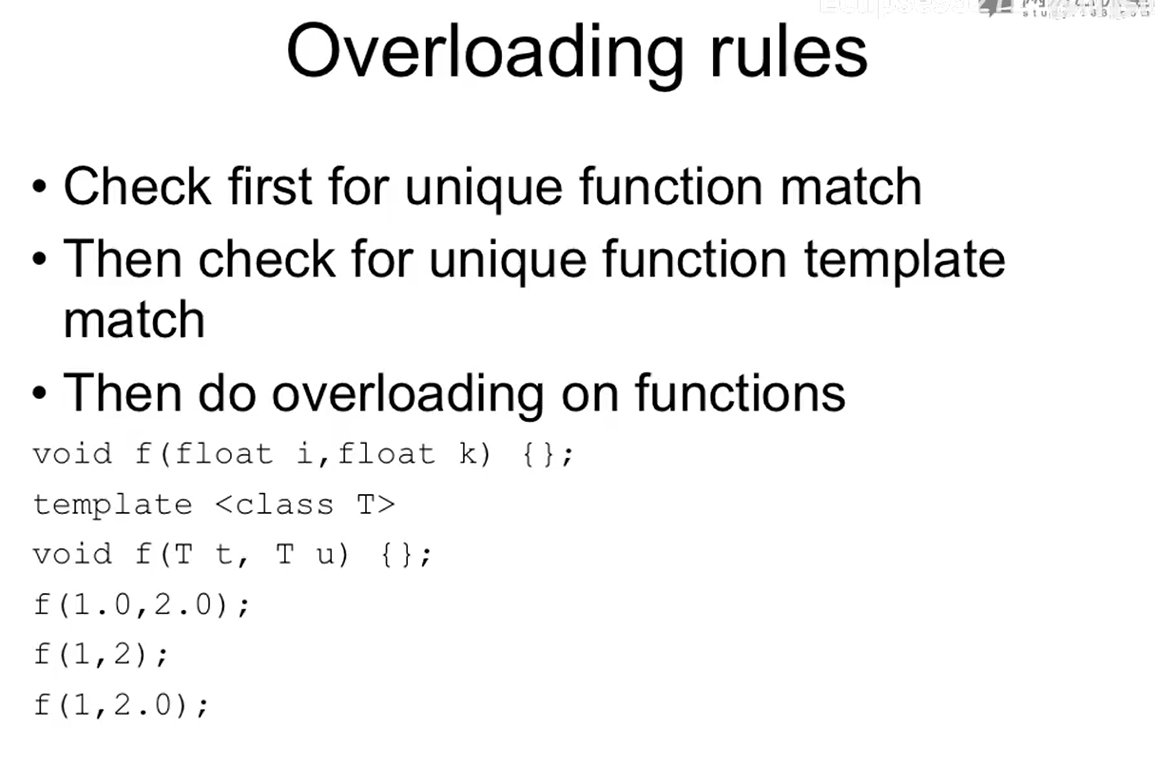 Overloading rules
• Check first for unique function match
• Then check for unique function template
match
• Then do overloading on functions
void f(float i,float k) {};
template <class T>
void f(T t, T u) {};
f(1.0,2.0);
f(1,2);
f(1,2.0);